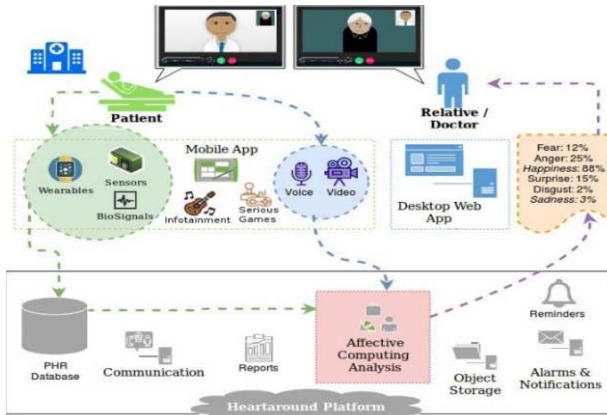 Patient
Relative /
Doctor
Mobile App
Wearables
Sensors
BioSignals
Infotainment
Serious
Games
Voice
Video
Desktop Web
App
Fear: 12%
Anger: 25%
Happiness: 88%
Surprise: 15%
Disgust: 2%
Sadness: 3%
PHR
Database
Communication
Reports
Affective
Computing
Analysis
Object
Storage
Reminders
Alarms &
Notifications
Heartaround Platform